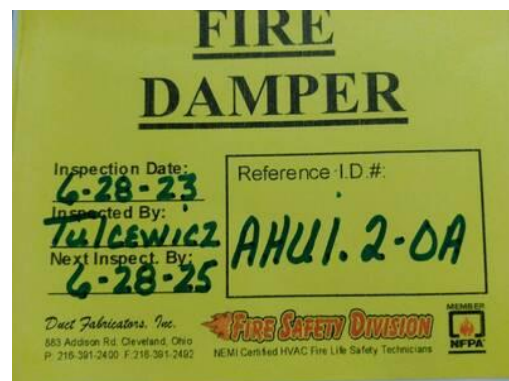 FIRE
DAMPER
Inspection Date:
6-28-23
Inspected By:
TulCEWICZ
Next Inspect. By:
6-28-25
Reference I.D.#:
AHU1.2-OA
Duct Fabricators, Inc.
883 Addison Rd. Cleveland, Ohio
P: 216-391-2400 F:216-391-2492
FIRE SAFETY DIVISION
NEMI Certified HVAC Fire Life Safety Technicians
MEMBER
NFPA